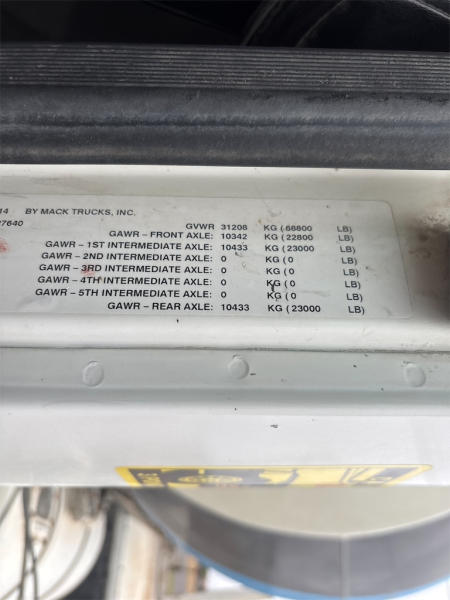 14 BY MACK TRUCKS, INC.
27640
GVWR 31208 KG ( 68800 LB)
GAWR – FRONT AXLE: 10342 KG ( 22800 LB)
GAWR – 1ST INTERMEDIATE AXLE: 10433 KG ( 23000 LB)
GAWR – 2ND INTERMEDIATE AXLE: 0 KG ( 0 LB)
GAWR – 3RD INTERMEDIATE AXLE: 0 KG ( 0 LB)
GAWR – 4TH INTERMEDIATE AXLE: 0 KG ( 0 LB)
GAWR – 5TH INTERMEDIATE AXLE: 0 KG ( 0 LB)
GAWR – REAR AXLE: 10433 KG ( 23000 LB)